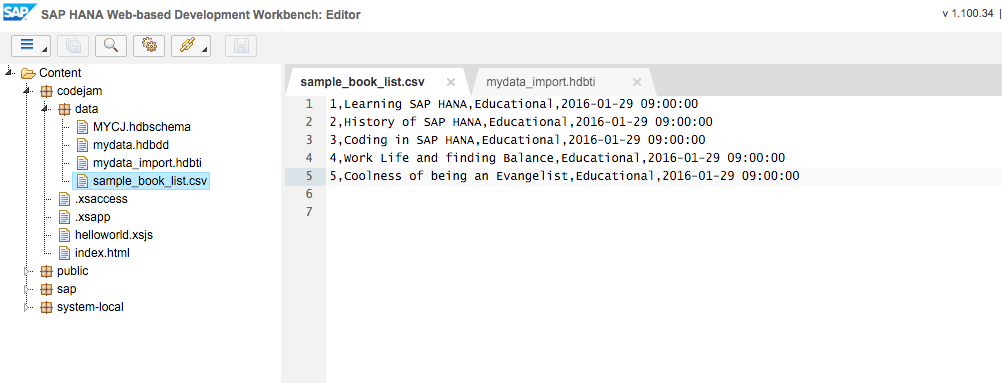 SAP SAP HANA Web-based Development Workbench: Editor
v 1.100.34 |
Content
codejam
data
MYCJ.hdbschema
mydata.hdbdd
mydata_import.hdbti
sample_book_list.csv
.xsaccess
.xsapp
helloworld.xsjs
index.html
public
sap
system-local
sample_book_list.csv × mydata_import.hdbti ×
1 1,Learning SAP HANA,Educational,2016-01-29 09:00:00
2 2,History of SAP HANA,Educational,2016-01-29 09:00:00
3 3,Coding in SAP HANA,Educational,2016-01-29 09:00:00
4 4,Work Life and finding Balance,Educational,2016-01-29 09:00:00
5 5,Coolness of being an Evangelist,Educational,2016-01-29 09:00:00
6
7